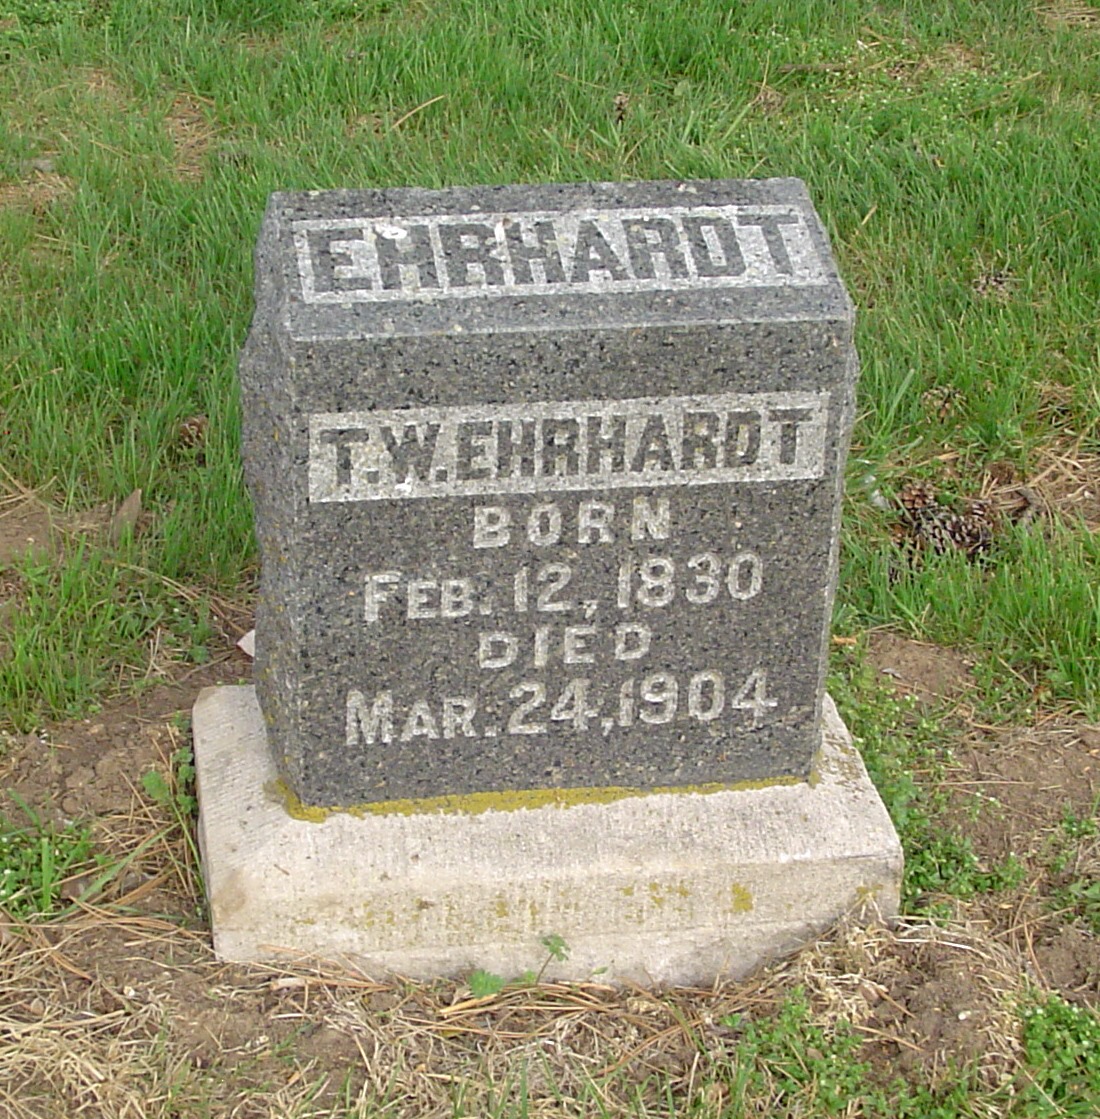 EHRHARDT
T.W.EHRHARDT
BORN
FEB. 12, 1830
DIED
MAR. 24, 1904